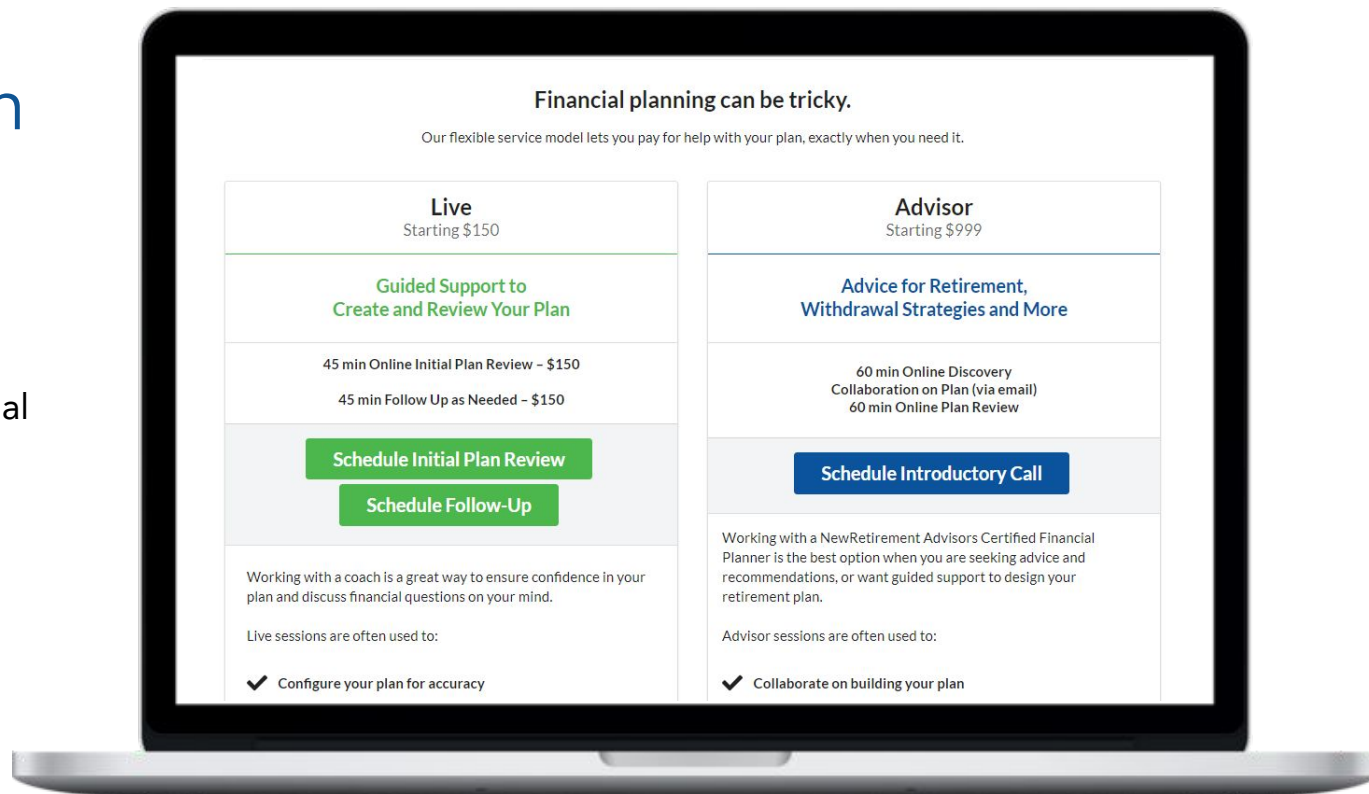 n
al
Financial planning can be tricky.
Our flexible service model lets you pay for help with your plan, exactly when you need it.
Live
Starting $150
Guided Support to
Create and Review Your Plan
45 min Online Initial Plan Review – $150
45 min Follow Up as Needed – $150
Schedule Initial Plan Review
Schedule Follow-Up
Working with a coach is a great way to ensure confidence in your
plan and discuss financial questions on your mind.
Live sessions are often used to:
Configure your plan for accuracy
Advisor
Starting $999
Advice for Retirement,
Withdrawal Strategies and More
60 min Online Discovery
Collaboration on Plan (via email)
60 min Online Plan Review
Schedule Introductory Call
Working with a NewRetirement Advisors Certified Financial
Planner is the best option when you are seeking advice and
recommendations, or want guided support to design your
retirement plan.
Advisor sessions are often used to:
Collaborate on building your plan